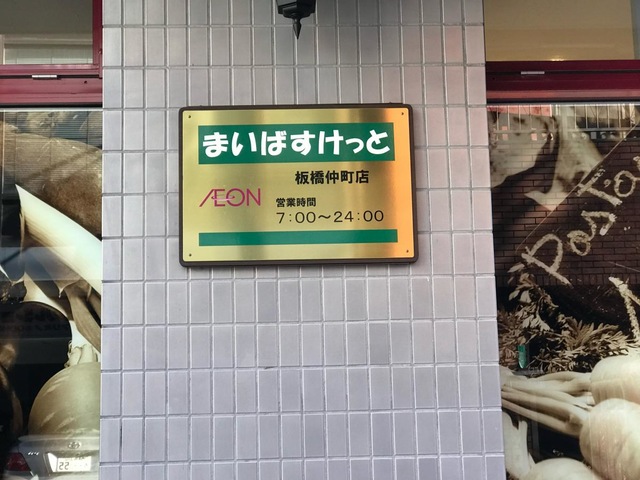 まいばすけっと
板橋仲町店
ÆON
営業時間
7:00～24:00